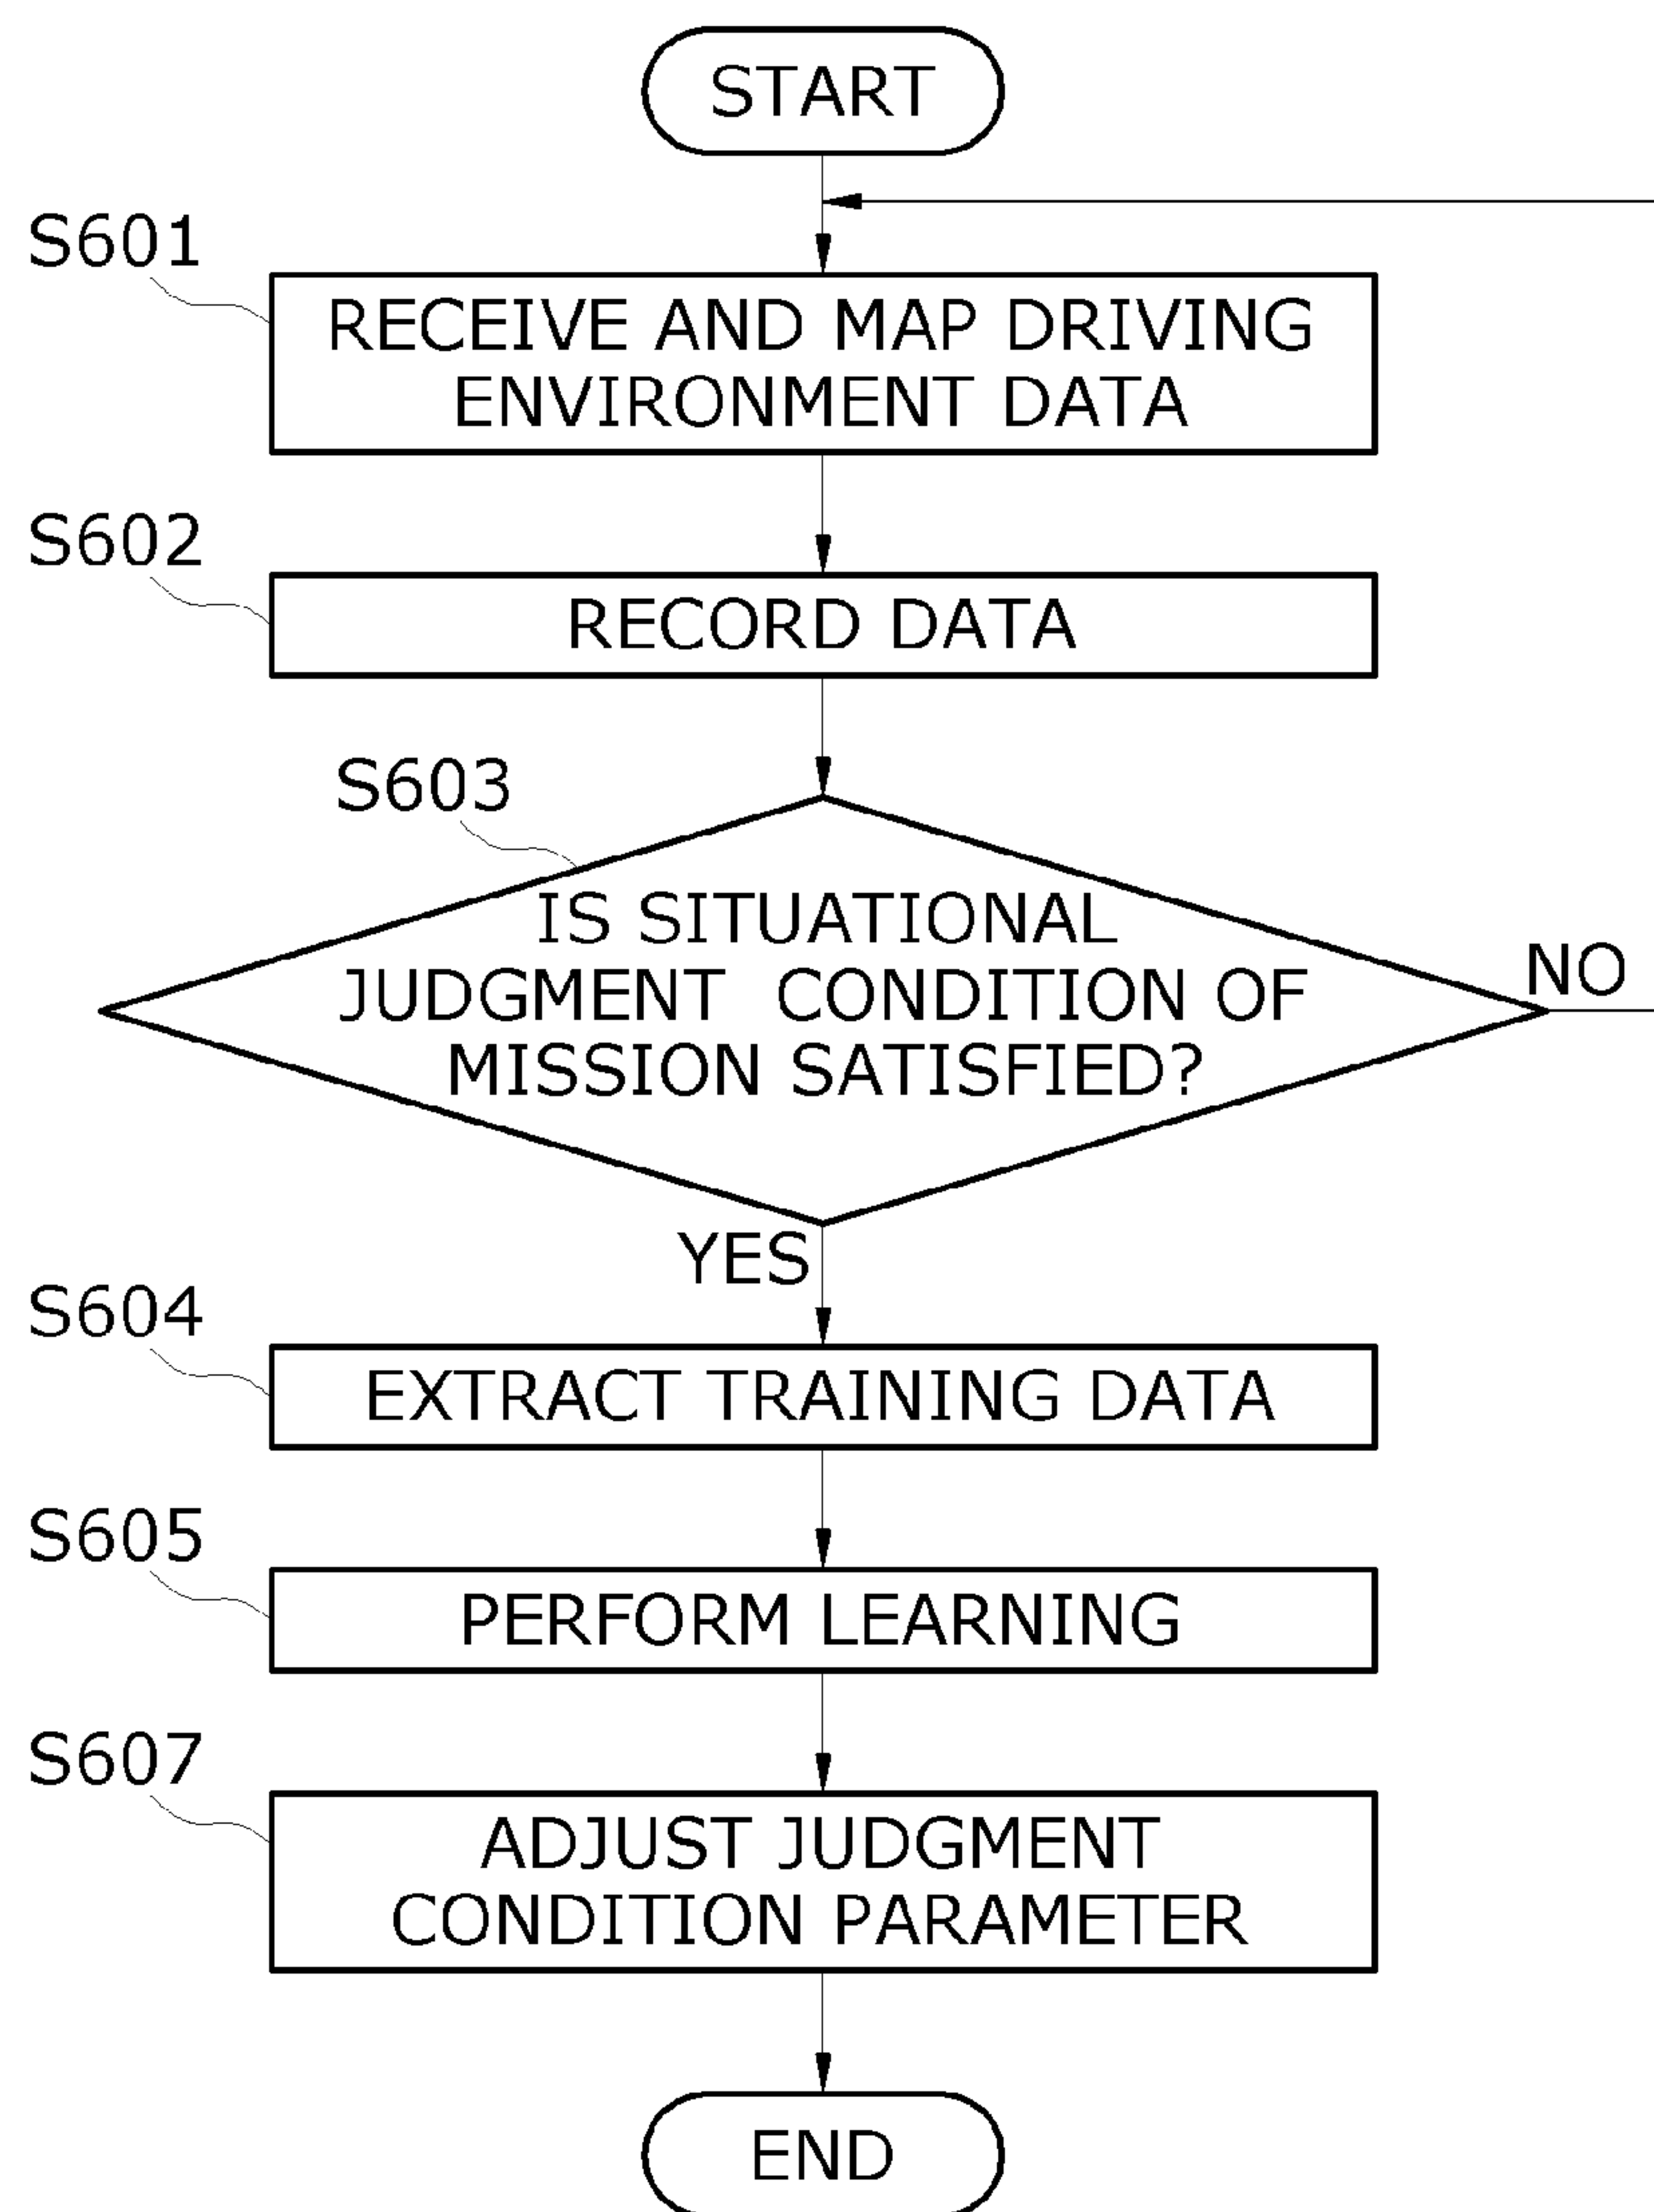 START
S601
RECEIVE AND MAP DRIVING
ENVIRONMENT DATA
S602
RECORD DATA
S603
IS SITUATIONAL
JUDGMENT CONDITION OF
MISSION SATISFIED?
NO
YES
S604
EXTRACT TRAINING DATA
S605
PERFORM LEARNING
S607
ADJUST JUDGMENT
CONDITION PARAMETER
END